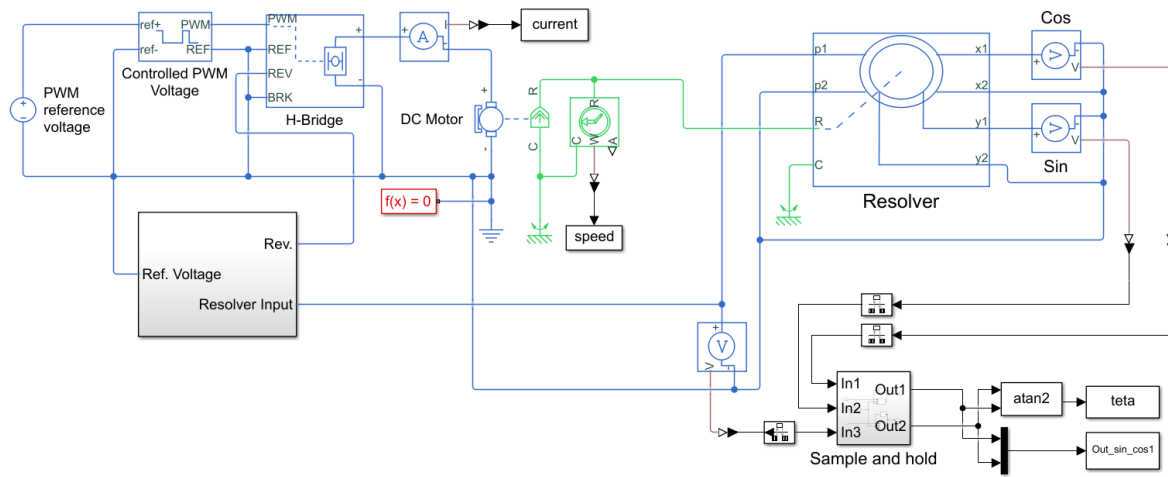 ref+
PWM
ref-
REF
Controlled PWM
Voltage
PWM
reference
voltage
PWM
REF
REV
BRK
+
-
H-Bridge
+
A
I
-
current
DC Motor
+
-
R
C
R
C
W
A
speed
f(x) = 0
Rev.
Ref. Voltage
Resolver Input
p1
p2
R
C
x1
x2
y1
y2
Resolver
Cos
+
V
-
V
Sin
+
V
-
V
+
V
V
-
In1
In2
In3
Out1
Out2
Sample and hold
atan2
teta
Out_sin_cos1